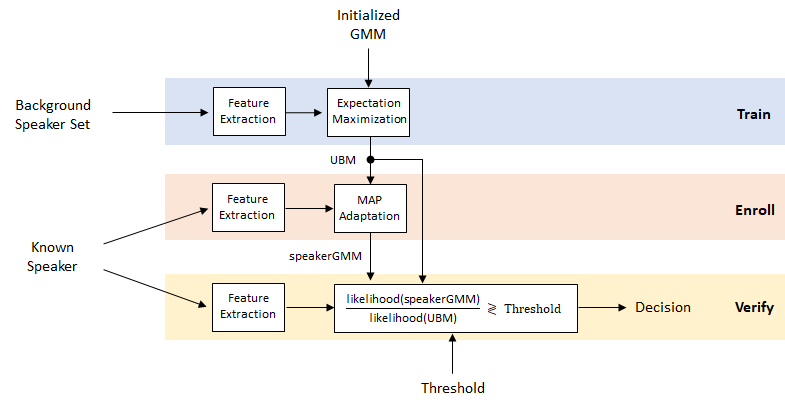 Initialized
GMM
Background
Speaker Set
Feature
Extraction
Expectation
Maximization
Train
UBM
Feature
Extraction
MAP
Adaptation
Enroll
Known
Speaker
speakerGMM
Feature
Extraction
likelihood(speakerGMM)
likelihood(UBM)
≷ Threshold
Decision
Verify
Threshold